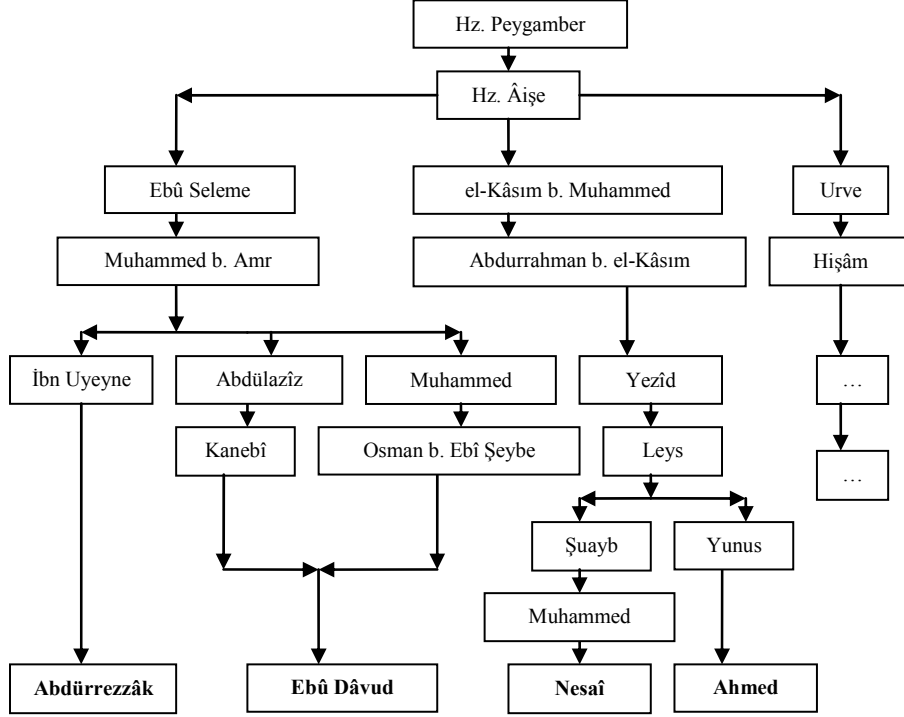 Hz. Peygamber
Hz. Âişe
Ebû Seleme
el-Kâsım b. Muhammed
Urve
Muhammed b. Amr
Abdurrahman b. el-Kâsım
Hişâm
İbn Uyeyne
Abdülazîz
Muhammed
Yezîd
…
Kanebî
Osman b. Ebî Şeybe
Leys
…
Şuayb
Yunus
Muhammed
Abdürrezzâk
Ebû Dâvud
Nesaî
Ahmed